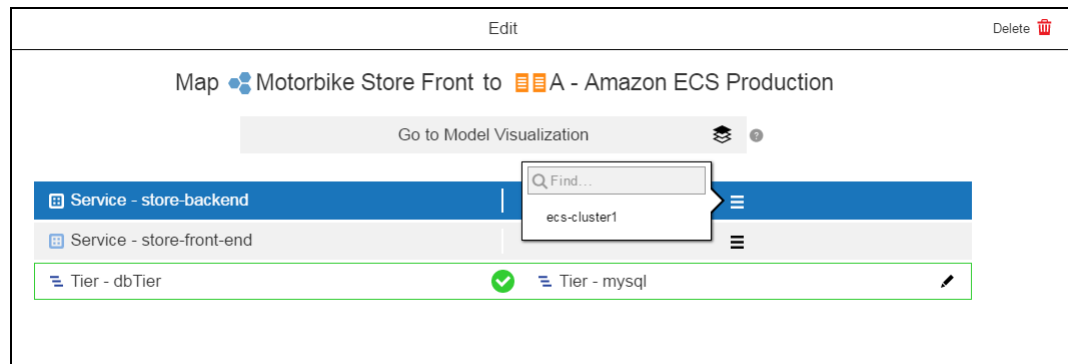 Edit
Delete
Map Motorbike Store Front to A - Amazon ECS Production
Go to Model Visualization ?
Find...
Service - store-backend
ecs-cluster1
Service - store-front-end
Tier - dbTier Tier - mysql